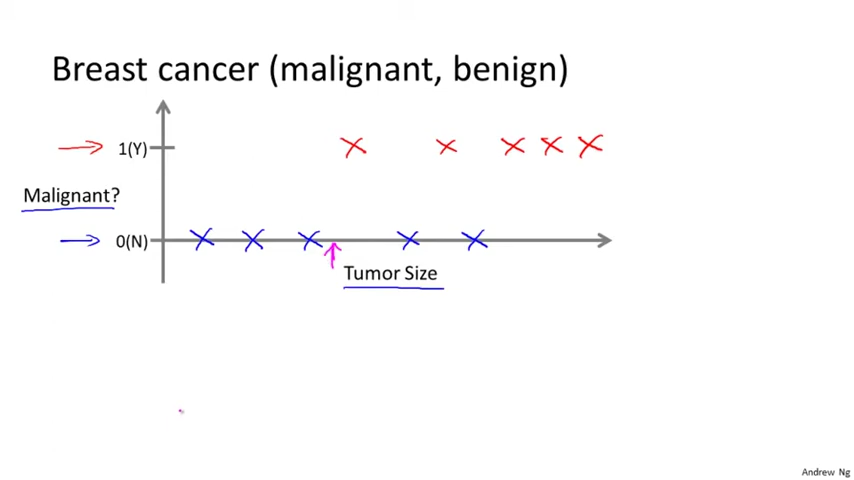 Breast cancer (malignant, benign)
1(Y)
Malignant?
0(N)
Tumor Size
Andrew Ng